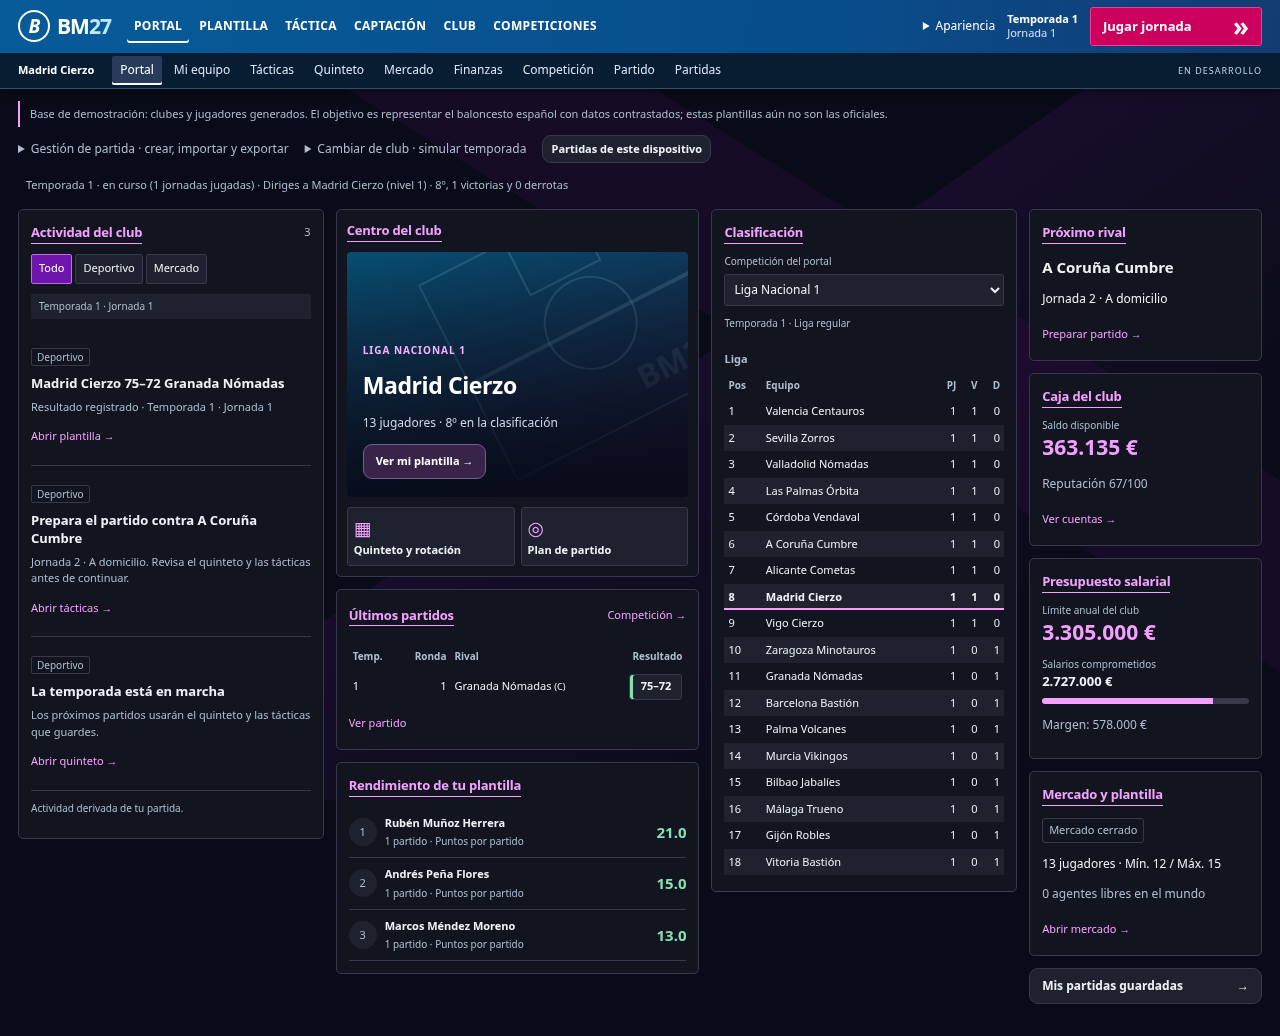 B BM27 PORTAL PLANTILLA TÁCTICA CAPTACIÓN CLUB COMPETICIONES
Apariencia
Temporada 1
Jornada 1
Jugar jornada »
Madrid Cierzo Portal Mi equipo Tácticas Quinteto Mercado Finanzas Competición Partido Partidas EN DESARROLLO
Base de demostración: clubes y jugadores generados. El objetivo es representar el baloncesto español con datos contrastados; estas plantillas aún no son las oficiales.
Gestión de partida · crear, importar y exportar Cambiar de club · simular temporada Partidas de este dispositivo
Temporada 1 · en curso (1 jornadas jugadas) · Diriges a Madrid Cierzo (nivel 1) · 8º, 1 victorias y 0 derrotas
Actividad del club 3
Todo Deportivo Mercado
Temporada 1 · Jornada 1
Deportivo
Madrid Cierzo 75–72 Granada Nómadas
Resultado registrado · Temporada 1 · Jornada 1
Abrir plantilla →
Deportivo
Prepara el partido contra A Coruña
Cumbre
Jornada 2 · A domicilio. Revisa el quinteto y las tácticas
antes de continuar.
Abrir tácticas →
Deportivo
La temporada está en marcha
Los próximos partidos usarán el quinteto y las tácticas
que guardes.
Abrir quinteto →
Actividad derivada de tu partida.
Centro del club
LIGA NACIONAL 1
Madrid Cierzo
13 jugadores · 8º en la clasificación
Ver mi plantilla →
Quinteto y rotación
Plan de partido
Últimos partidos Competición →
Temp. Ronda Rival Resultado
1 1 Granada Nómadas (C) 75–72
Ver partido
Rendimiento de tu plantilla
1 Rubén Muñoz Herrera 21.0
1 partido · Puntos por partido
2 Andrés Peña Flores 15.0
1 partido · Puntos por partido
3 Marcos Méndez Moreno 13.0
1 partido · Puntos por partido
Clasificación
Competición del portal
Liga Nacional 1
Temporada 1 · Liga regular
Liga
Pos Equipo PJ V D
1 Valencia Centauros 1 1 0
2 Sevilla Zorros 1 1 0
3 Valladolid Nómadas 1 1 0
4 Las Palmas Órbita 1 1 0
5 Córdoba Vendaval 1 1 0
6 A Coruña Cumbre 1 1 0
7 Alicante Cometas 1 1 0
8 Madrid Cierzo 1 1 0
9 Vigo Cierzo 1 1 0
10 Zaragoza Minotauros 1 0 1
11 Granada Nómadas 1 0 1
12 Barcelona Bastión 1 0 1
13 Palma Volcanes 1 0 1
14 Murcia Vikingos 1 0 1
15 Bilbao Jabalíes 1 0 1
16 Málaga Trueno 1 0 1
17 Gijón Robles 1 0 1
18 Vitoria Bastión 1 0 1
Próximo rival
A Coruña Cumbre
Jornada 2 · A domicilio
Preparar partido →
Caja del club
Saldo disponible
363.135 €
Reputación 67/100
Ver cuentas →
Presupuesto salarial
Límite anual del club
3.305.000 €
Salarios comprometidos
2.727.000 €
Margen: 578.000 €
Mercado y plantilla
Mercado cerrado
13 jugadores · Mín. 12 / Máx. 15
0 agentes libres en el mundo
Abrir mercado →
Mis partidas guardadas →